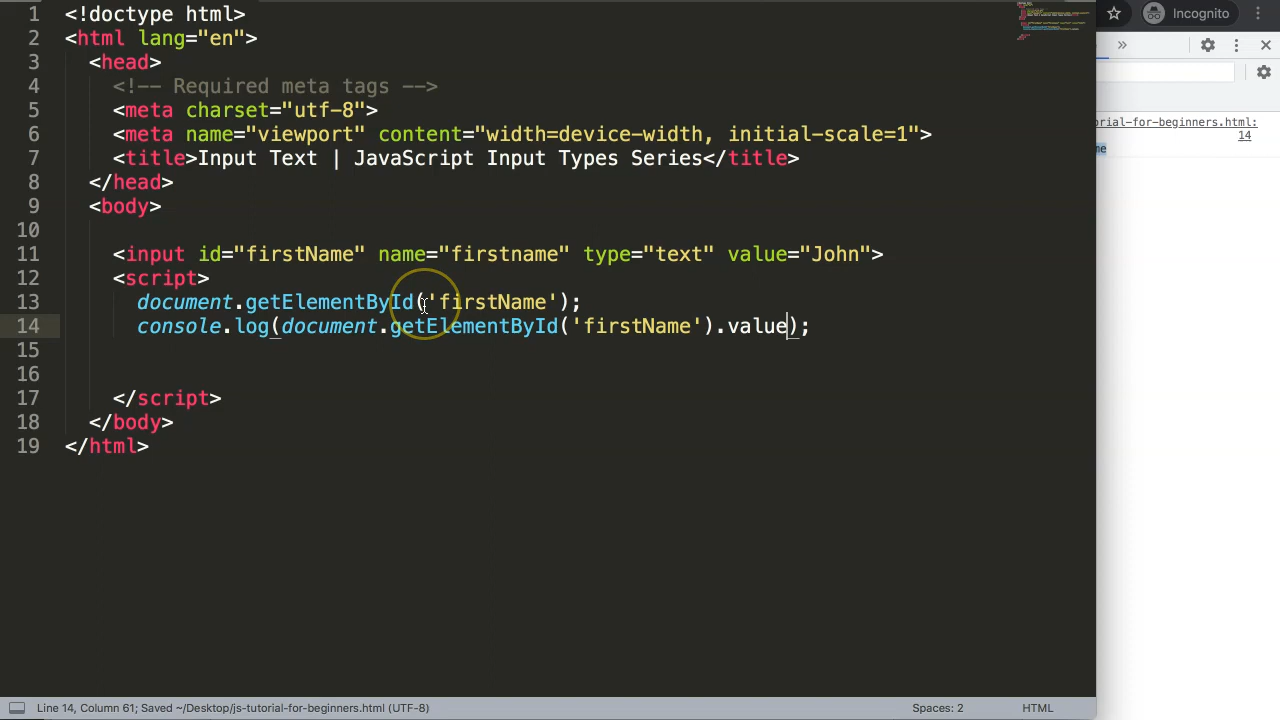 1 <!doctype html>
2 <html lang="en">
3 <head>
4 <!-- Required meta tags -->
5 <meta charset="utf-8">
6 <meta name="viewport" content="width=device-width, initial-scale=1">
7 <title>Input Text | JavaScript Input Types Series</title>
8 </head>
9 <body>
10
11 <input id="firstName" name="firstname" type="text" value="John">
12 <script>
13 document.getElementById('firstName');
14 console.log(document.getElementById('firstName').value);
15
16
17 </script>
18 </body>
19 </html>
Incognito
»
orial-for-beginners.html:
14
me
Line 14, Column 61; Saved ~/Desktop/js-tutorial-for-beginners.html (UTF-8)
Spaces: 2
HTML